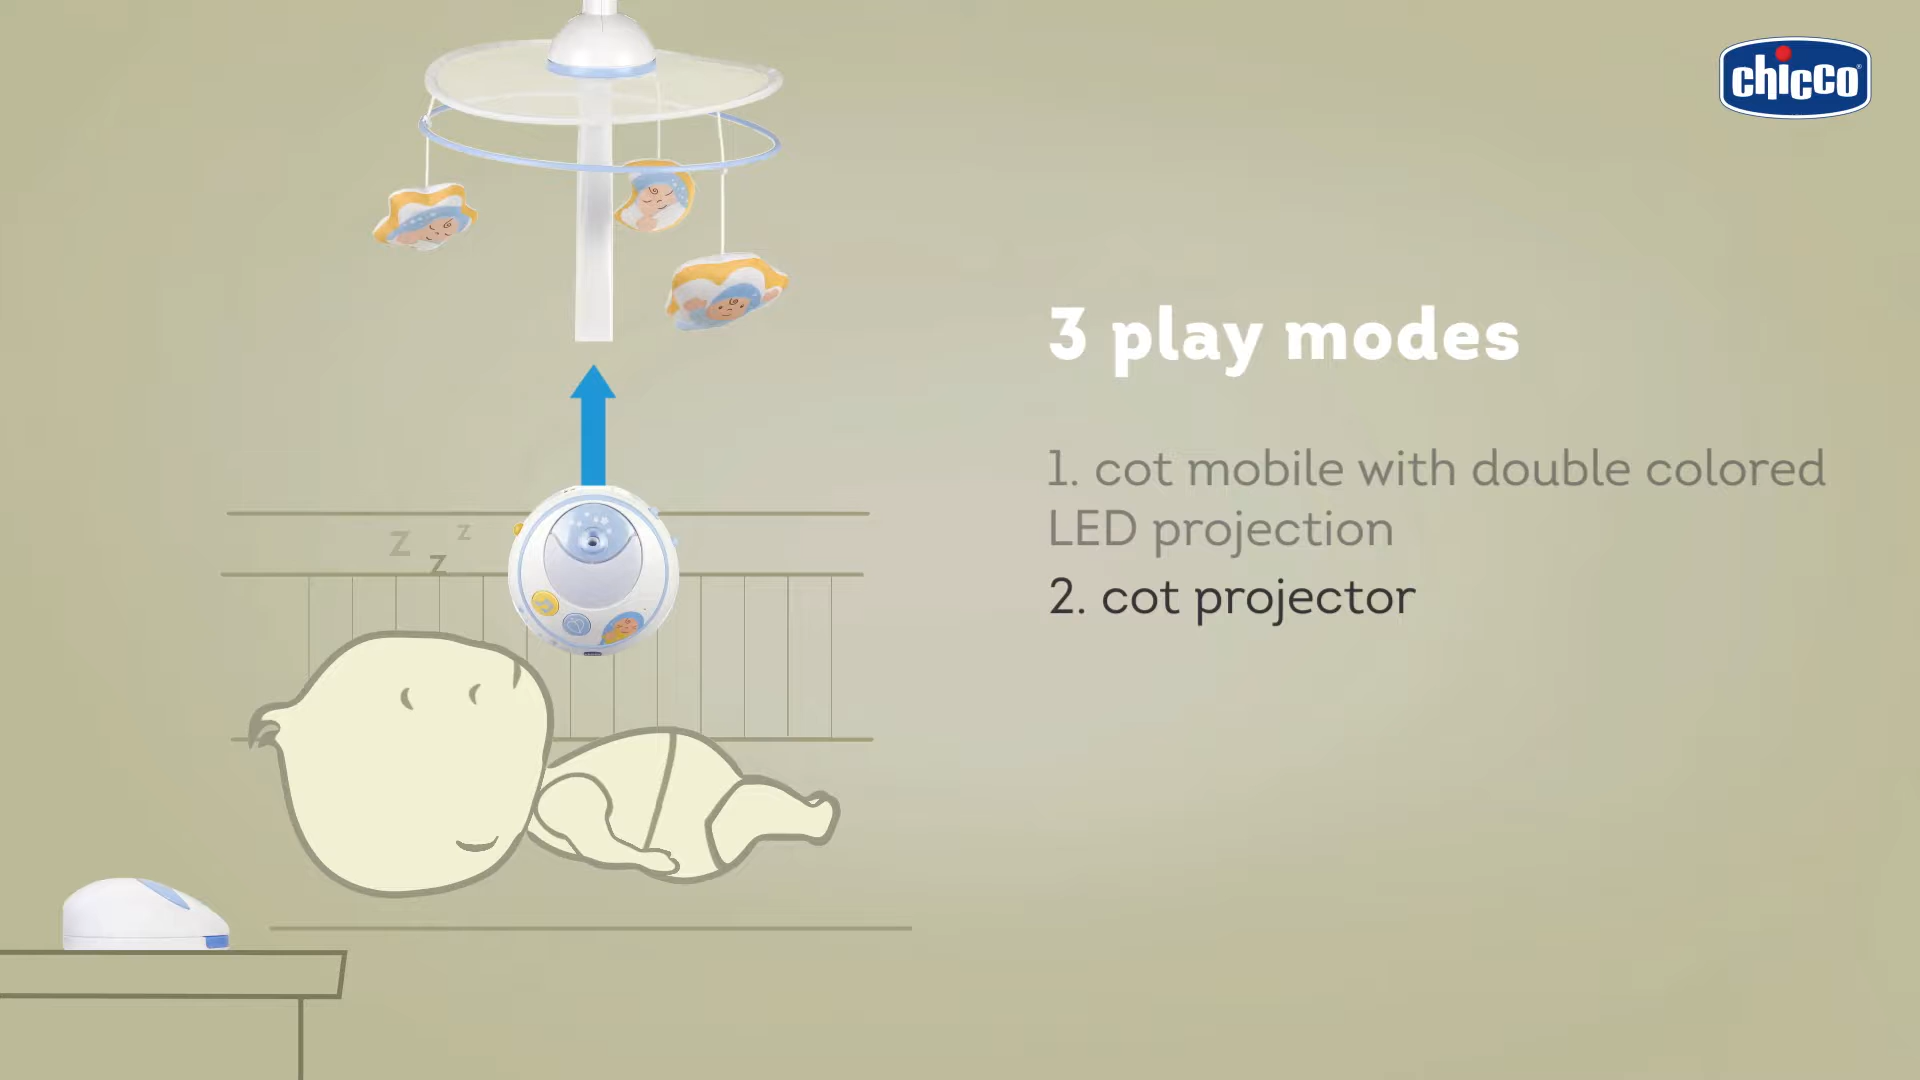 chicco
3 play modes
1. cot mobile with double colored
LED projection
2. cot projector
z
z
z